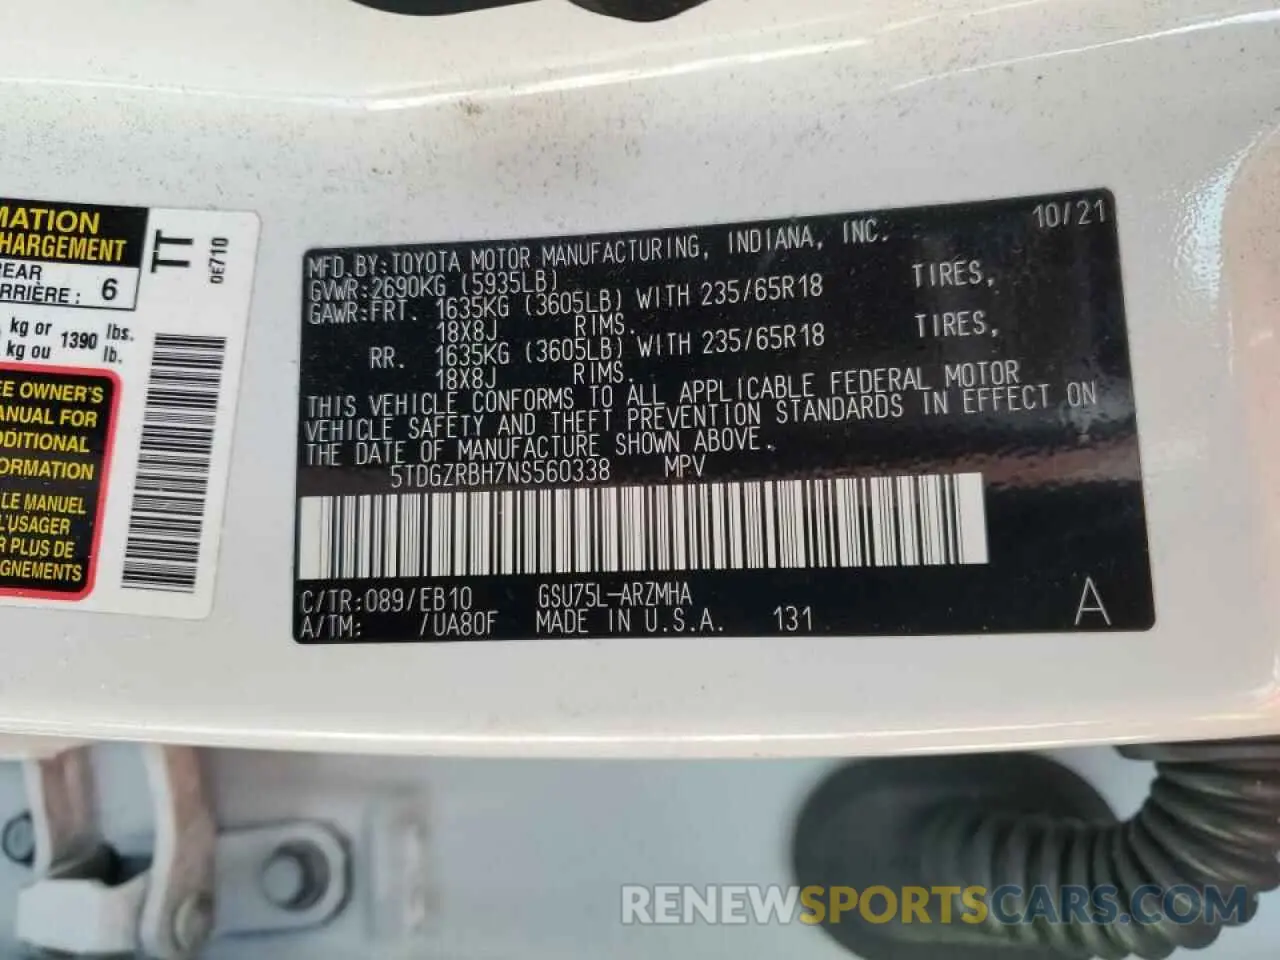 MATION
HARGEMENT
REAR
RRIÈRE : 6
kg or 1390 lbs.
kg ou lb.
EE OWNER'S
ANUAL FOR
DDITIONAL
FORMATION
LE MANUEL
L'USAGER
R PLUS DE
GNEMENTS
TT
0E710
10/21
MFD.BY:TOYOTA MOTOR MANUFACTURING, INDIANA, INC.
GVWR:2690KG (5935LB)
GAWR:FRT. 1635KG (3605LB) WITH 235/65R18 TIRES,
18X8J RIMS.
RR. 1635KG (3605LB) WITH 235/65R18 TIRES,
18X8J RIMS.
THIS VEHICLE CONFORMS TO ALL APPLICABLE FEDERAL MOTOR
VEHICLE SAFETY AND THEFT PREVENTION STANDARDS IN EFFECT ON
THE DATE OF MANUFACTURE SHOWN ABOVE.
5TDGZRBH7NS560338 MPV
C/TR:089/EB10 GSU75L-ARZMHA
A/TM: /UA80F MADE IN U.S.A. 131
A
RENEWSPORTSCARS.COM